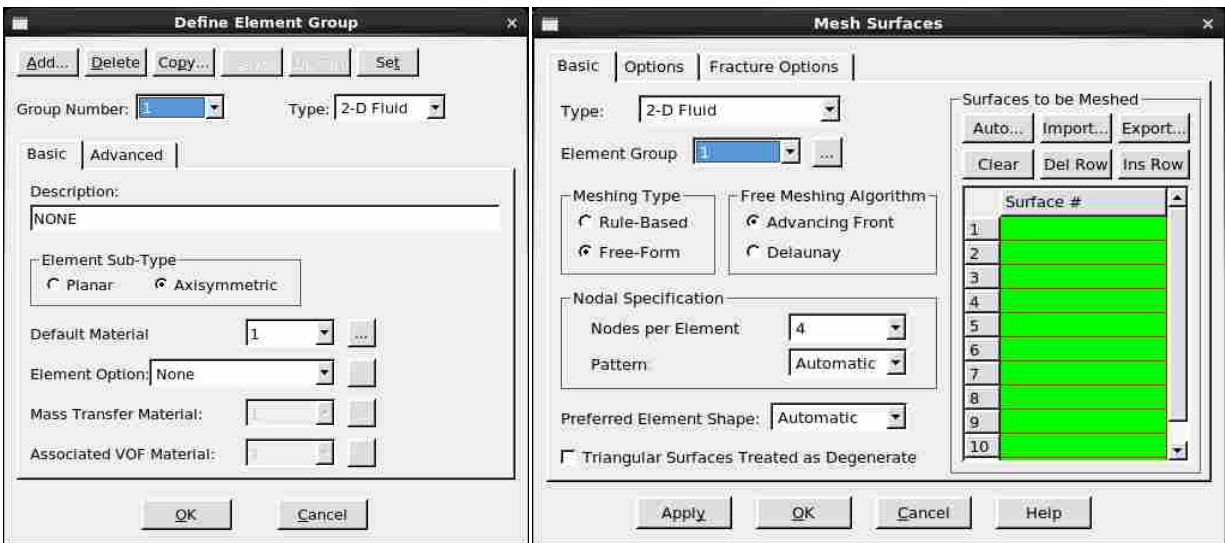 Define Element Group
Add... Delete Copy... Set
Group Number: 1 Type: 2-D Fluid
Basic Advanced
Description:
NONE
Element Sub-Type
Planar Axisymmetric
Default Material 1 ...
Element Option: None
Mass Transfer Material: 1
Associated VOF Material:
OK Cancel
Mesh Surfaces
Basic Options Fracture Options
Type: 2-D Fluid
Element Group 1 ...
Meshing Type
Rule-Based
Free-Form
Free Meshing Algorithm
Advancing Front
Delaunay
Nodal Specification
Nodes per Element 4
Pattern Automatic
Preferred Element Shape: Automatic
Triangular Surfaces Treated as Degenerate
Surfaces to be Meshed
Auto... Import... Export...
Clear Del Row Ins Row
Surface #
1
2
3
4
5
6
7
8
9
10
Apply OK Cancel Help